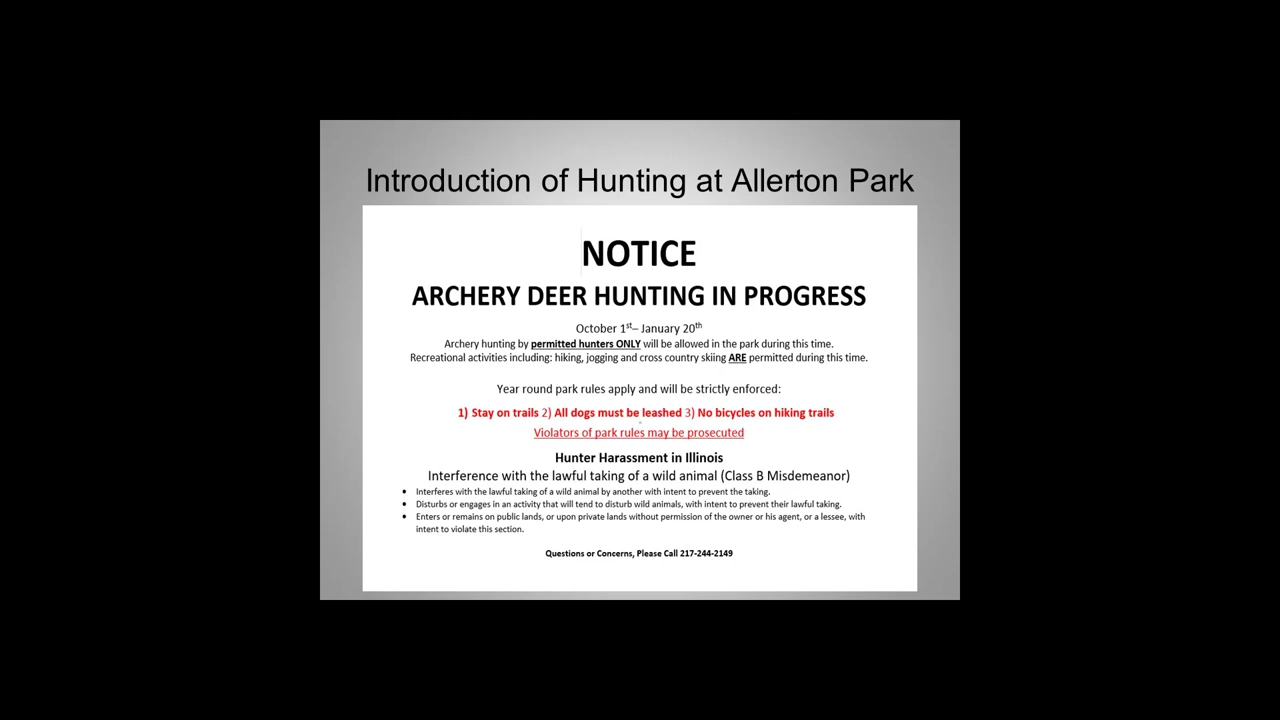 Introduction of Hunting at Allerton Park
NOTICE
ARCHERY DEER HUNTING IN PROGRESS
October 1st– January 20th
Archery hunting by permitted hunters ONLY will be allowed in the park during this time.
Recreational activities including: hiking, jogging and cross country skiing ARE permitted during this time.
Year round park rules apply and will be strictly enforced:
1) Stay on trails 2) All dogs must be leashed 3) No bicycles on hiking trails
Violators of park rules may be prosecuted
Hunter Harassment in Illinois
Interference with the lawful taking of a wild animal (Class B Misdemeanor)
• Interferes with the lawful taking of a wild animal by another with intent to prevent the taking.
• Disturbs or engages in an activity that will tend to disturb wild animals, with intent to prevent their lawful taking.
• Enters or remains on public lands, or upon private lands without permission of the owner or his agent, or a lessee, with
intent to violate this section.
Questions or Concerns, Please Call 217-244-2149